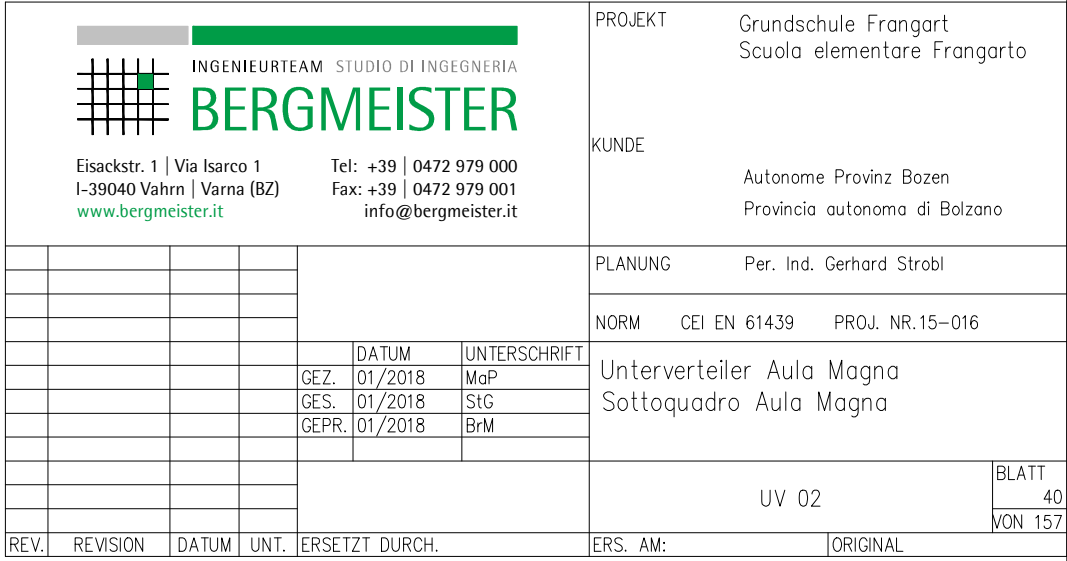 INGENIEURTEAM STUDIO DI INGEGNERIA
BERGMEISTER
Eisackstr. 1 | Via Isarco 1
I-39040 Vahrn | Varna (BZ)
www.bergmeister.it
Tel: +39 | 0472 979 000
Fax: +39 | 0472 979 001
info@bergmeister.it
PROJEKT
Grundschule Frangart
Scuola elementare Frangarto
KUNDE
Autonome Provinz Bozen
Provincia autonoma di Bolzano
PLANUNG Per. Ind. Gerhard Strobl
NORM CEI EN 61439 PROJ. NR.15-016
DATUM UNTERSCHRIFT
GEZ. 01/2018 MaP
GES. 01/2018 StG
GEPR. 01/2018 BrM
Unterverteiler Aula Magna
Sottoquadro Aula Magna
UV 02
BLATT
40
VON 157
REV. REVISION DATUM UNT. ERSETZT DURCH. ERS. AM: ORIGINAL